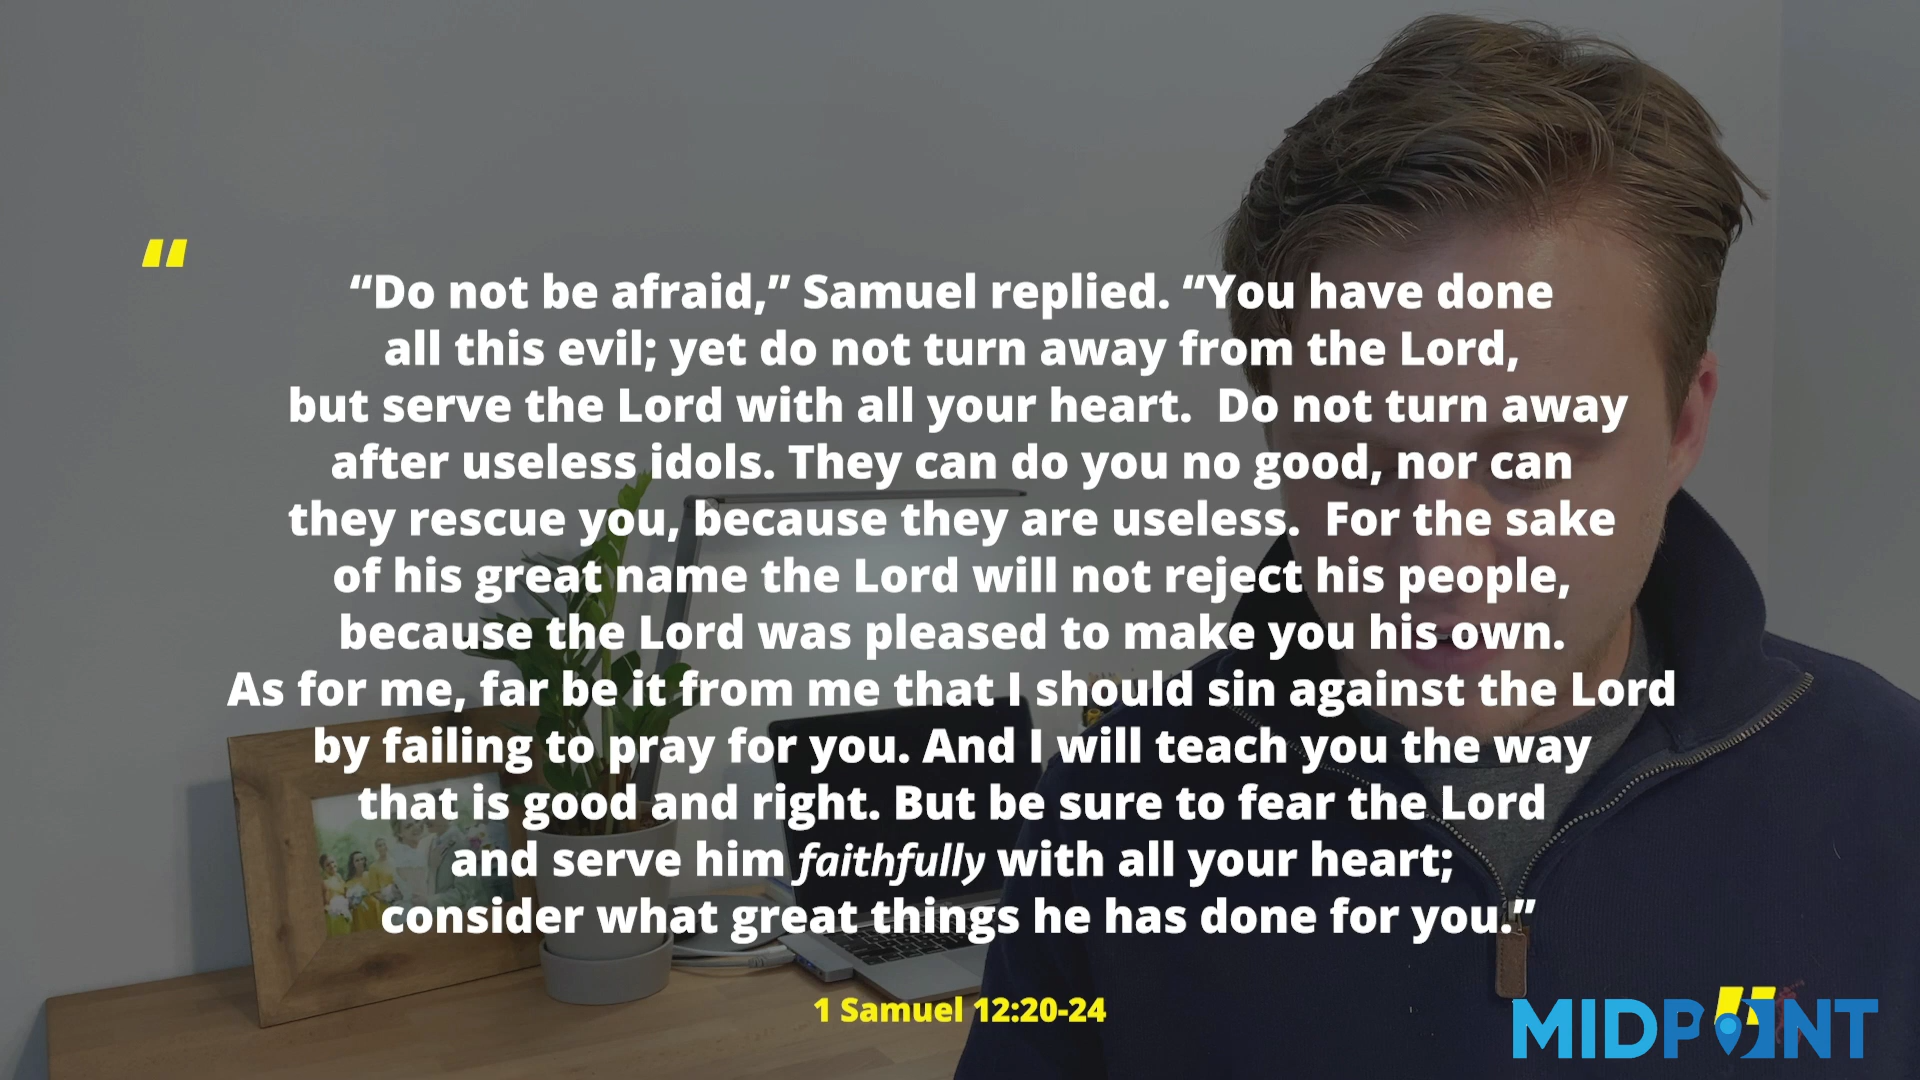 “Do not be afraid,” Samuel replied. “You have done
all this evil; yet do not turn away from the Lord,
but serve the Lord with all your heart.  Do not turn away
after useless idols. They can do you no good, nor can
they rescue you, because they are useless.  For the sake
of his great name the Lord will not reject his people,
because the Lord was pleased to make you his own.
As for me, far be it from me that I should sin against the Lord
by failing to pray for you. And I will teach you the way
that is good and right. But be sure to fear the Lord
and serve him faithfully with all your heart;
consider what great things he has done for you.”
1 Samuel 12:20-24
MIDPOINT